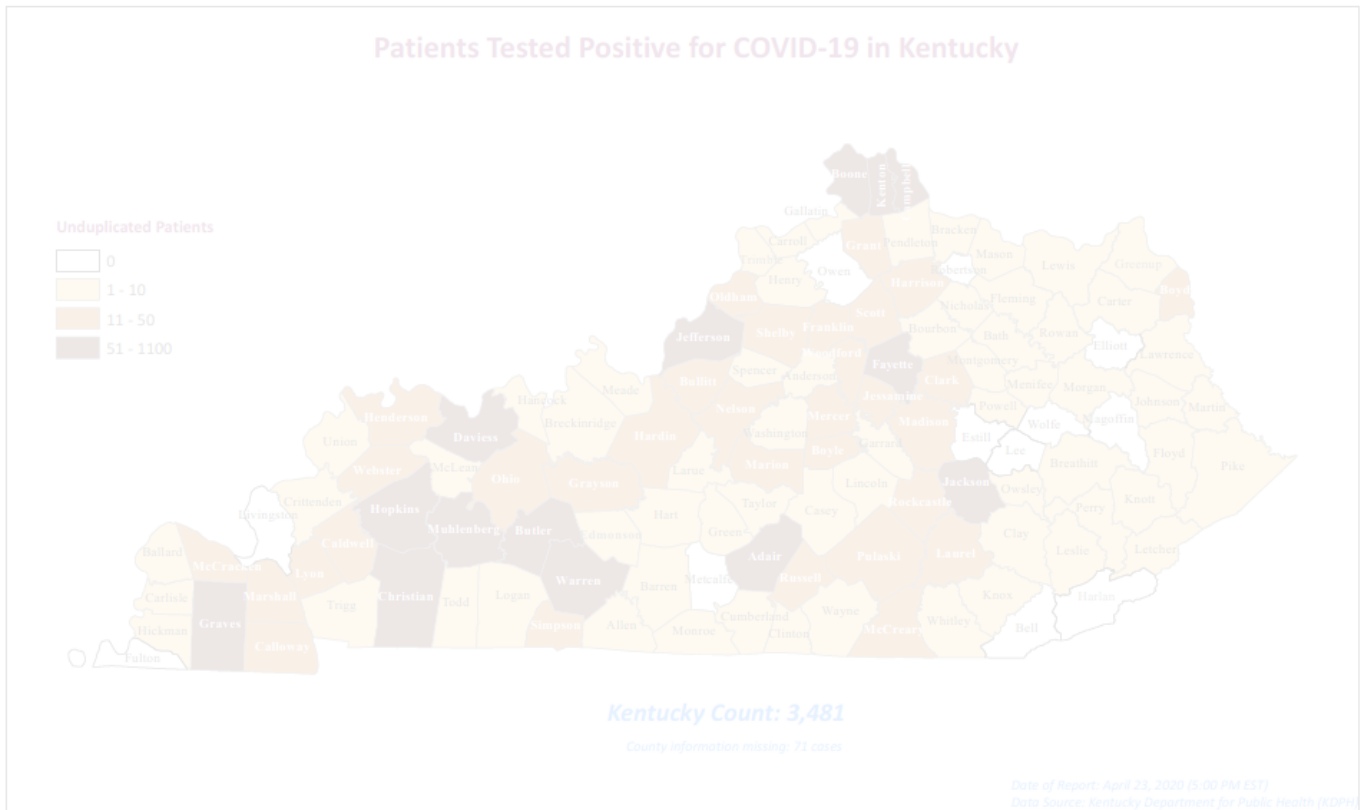 Patients Tested Positive for COVID-19 in Kentucky
Unduplicated Patients
0
1 - 10
11 - 50
51 - 1100
Boone
Kenton
Campbell
Gallatin
Carroll
Trimble
Grant
Pendleton
Bracken
Mason
Lewis
Greenup
Boyd
Owen
Robertson
Henry
Harrison
Oldham
Nicholas
Fleming
Carter
Scott
Jefferson
Shelby
Franklin
Bourbon
Bath
Rowan
Elliott
Lawrence
Woodford
Fayette
Montgomery
Spencer
Anderson
Clark
Menifee
Morgan
Johnson
Martin
Bullitt
Meade
Hancock
Jessamine
Powell
Nelson
Mercer
Madison
Magoffin
Henderson
Breckinridge
Washington
Garrard
Estill
Wolfe
Union
Daviess
Hardin
Boyle
Lee
Floyd
Pike
Webster
McLean
Ohio
Grayson
Larue
Marion
Breathitt
Crittenden
Hopkins
Lincoln
Jackson
Owsley
Knott
Livingston
Hart
Taylor
Casey
Rockcastle
Perry
Muhlenberg
Butler
Edmonson
Green
Clay
Caldwell
Ballard
McCracken
Lyon
Adair
Pulaski
Laurel
Leslie
Letcher
Warren
Barren
Metcalfe
Russell
Carlisle
Marshall
Christian
Trigg
Todd
Logan
Knox
Harlan
Hickman
Graves
Simpson
Allen
Monroe
Cumberland
Clinton
Wayne
McCreary
Whitley
Bell
Fulton
Calloway
Kentucky Count: 3,481
County information missing: 71 cases
Date of Report: April 23, 2020 (5:00 PM EST)
Data Source: Kentucky Department for Public Health (KDPH)